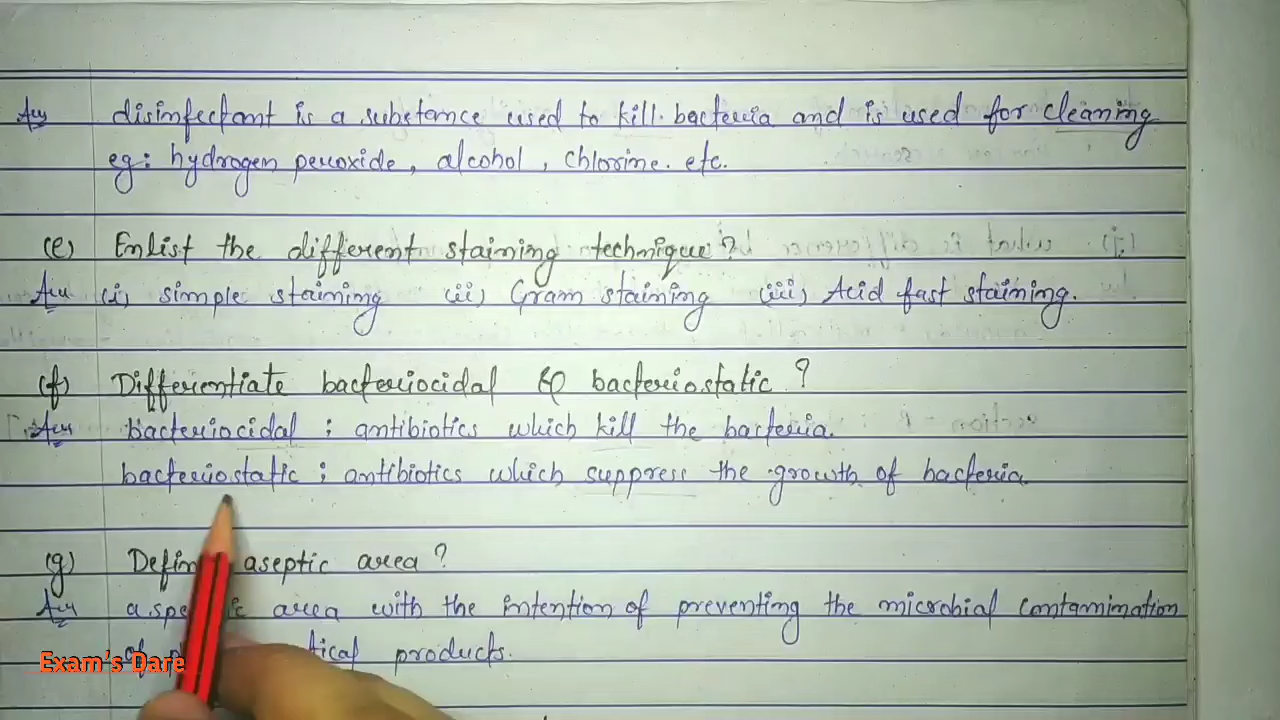 Ans disinfectant is a substance used to kill bacteria and is used for cleaning
eg: hydrogen peroxide, alcohol, chlorine. etc.
(e) Enlist the different staining technique?
Ans (i) simple staining (ii) Gram staining (iii) Acid fast staining.
(f) Differentiate bacteriocidal & bacteriostatic?
Ans bacteriocidal : antibiotics which kill the bacteria.
bacteriostatic : antibiotics which suppress the growth of bacteria
(g) Define aseptic area?
Ans a area with the intention of preventing the microbial contamination
of products.
Exam's Dare